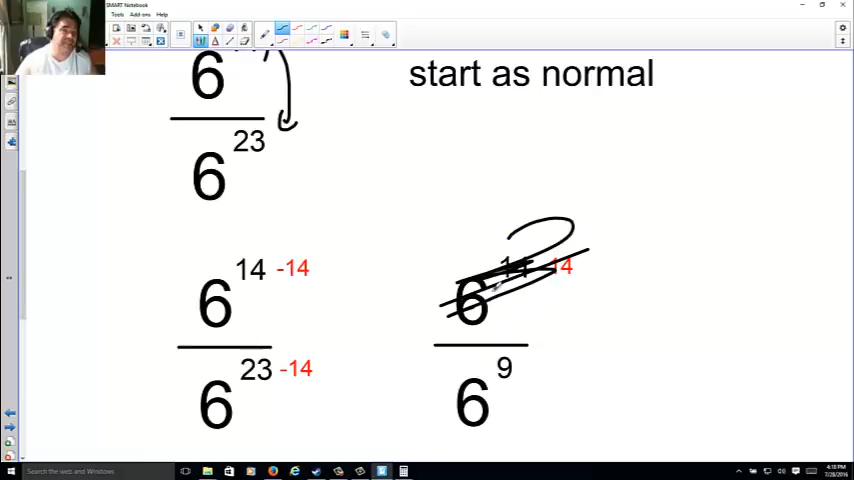 SMART Notebook
Tools Add-ons Help
6
start as normal
23
6
14 -14
6
23 -14
6
14 -14
6
9
6
Search the web and Windows
4:18 PM
7/28/2016